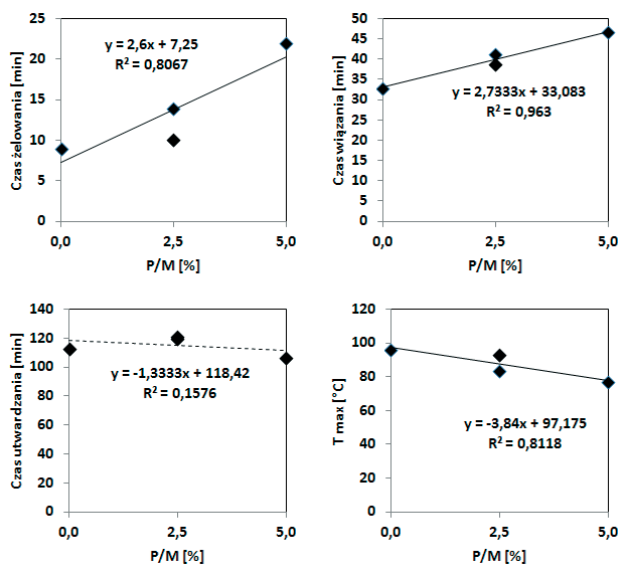 25
20
15
10
5
0
Czas żelowania [min]
y = 2,6x + 7,25
R² = 0,8067
0,0 2,5 5,0
P/M [%]
50
45
40
35
30
25
20
15
10
5
0
Czas wiązania [min]
y = 2,7333x + 33,083
R² = 0,963
0,0 2,5 5,0
P/M [%]
140
120
100
80
60
40
20
0
Czas utwardzania [min]
y = -1,3333x + 118,42
R² = 0,1576
0,0 2,5 5,0
P/M [%]
120
100
80
60
40
20
0
T max [°C]
y = -3,84x + 97,175
R² = 0,8118
0,0 2,5 5,0
P/M [%]